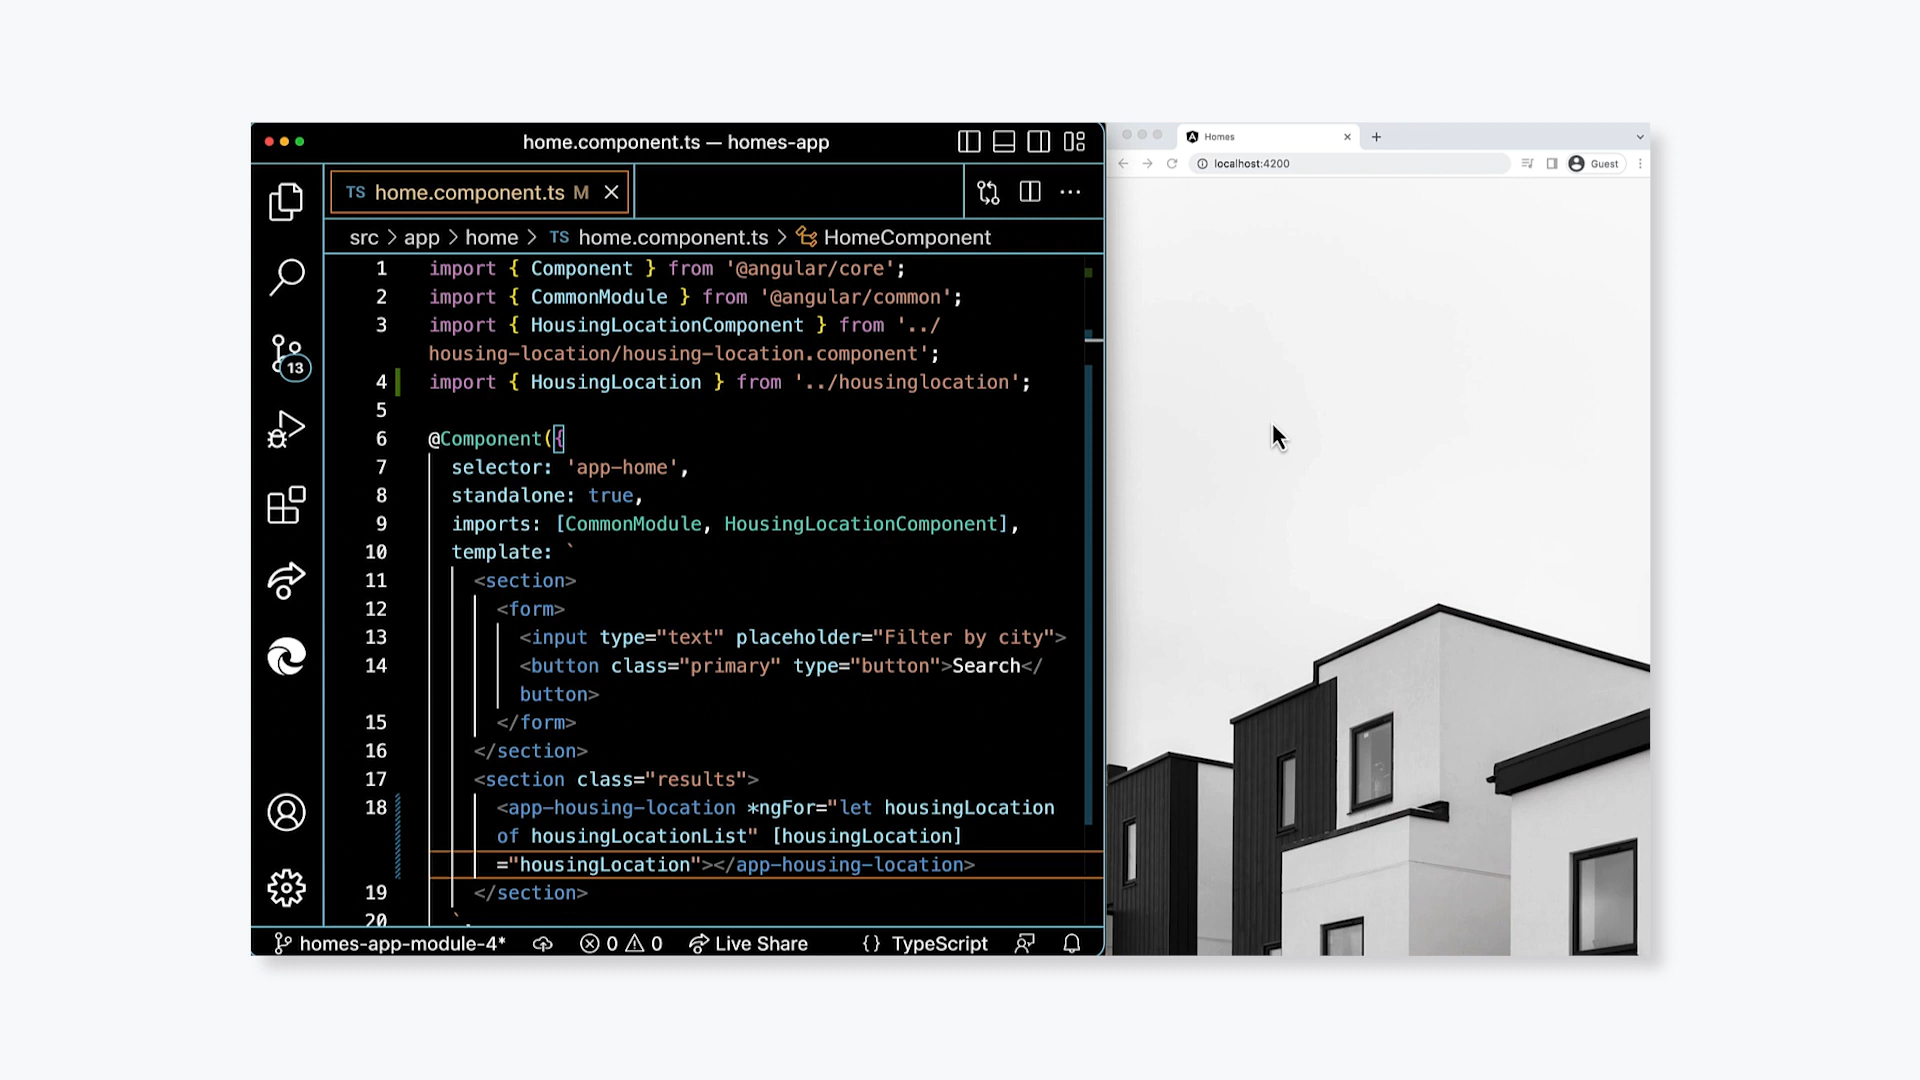 home.component.ts — homes-app
TS home.component.ts M
src > app > home > TS home.component.ts > HomeComponent
1 import { Component } from '@angular/core';
2 import { CommonModule } from '@angular/common';
3 import { HousingLocationComponent } from '../
housing-location/housing-location.component';
4 import { HousingLocation } from '../housinglocation';
5
6 @Component({
7 selector: 'app-home',
8 standalone: true,
9 imports: [CommonModule, HousingLocationComponent],
10 template: `
11 <section>
12 <form>
13 <input type="text" placeholder="Filter by city">
14 <button class="primary" type="button">Search</
button>
15 </form>
16 </section>
17 <section class="results">
18 <app-housing-location *ngFor="let housingLocation
of housingLocationList" [housingLocation]
="housingLocation"></app-housing-location>
19 </section>
20 `,
13
homes-app-module-4* 0 0 Live Share {} TypeScript
Homes
localhost:4200
Guest